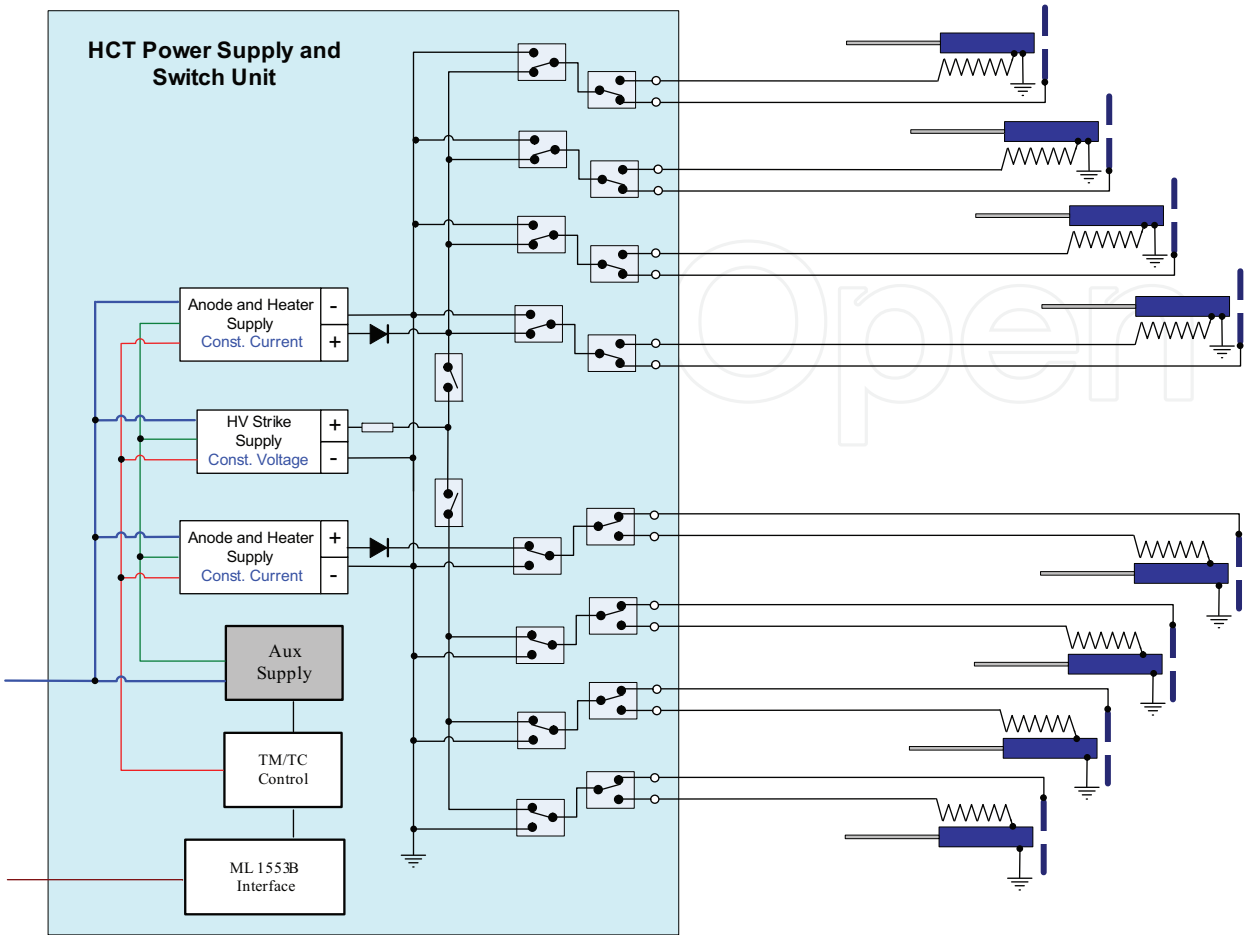 HCT Power Supply and
Switch Unit
Anode and Heater
Supply
Const. Current
-
+
HV Strike
Supply
Const. Voltage
+
-
Anode and Heater
Supply
Const. Current
+
-
Aux
Supply
TM/TC
Control
ML 1553B
Interface
Open